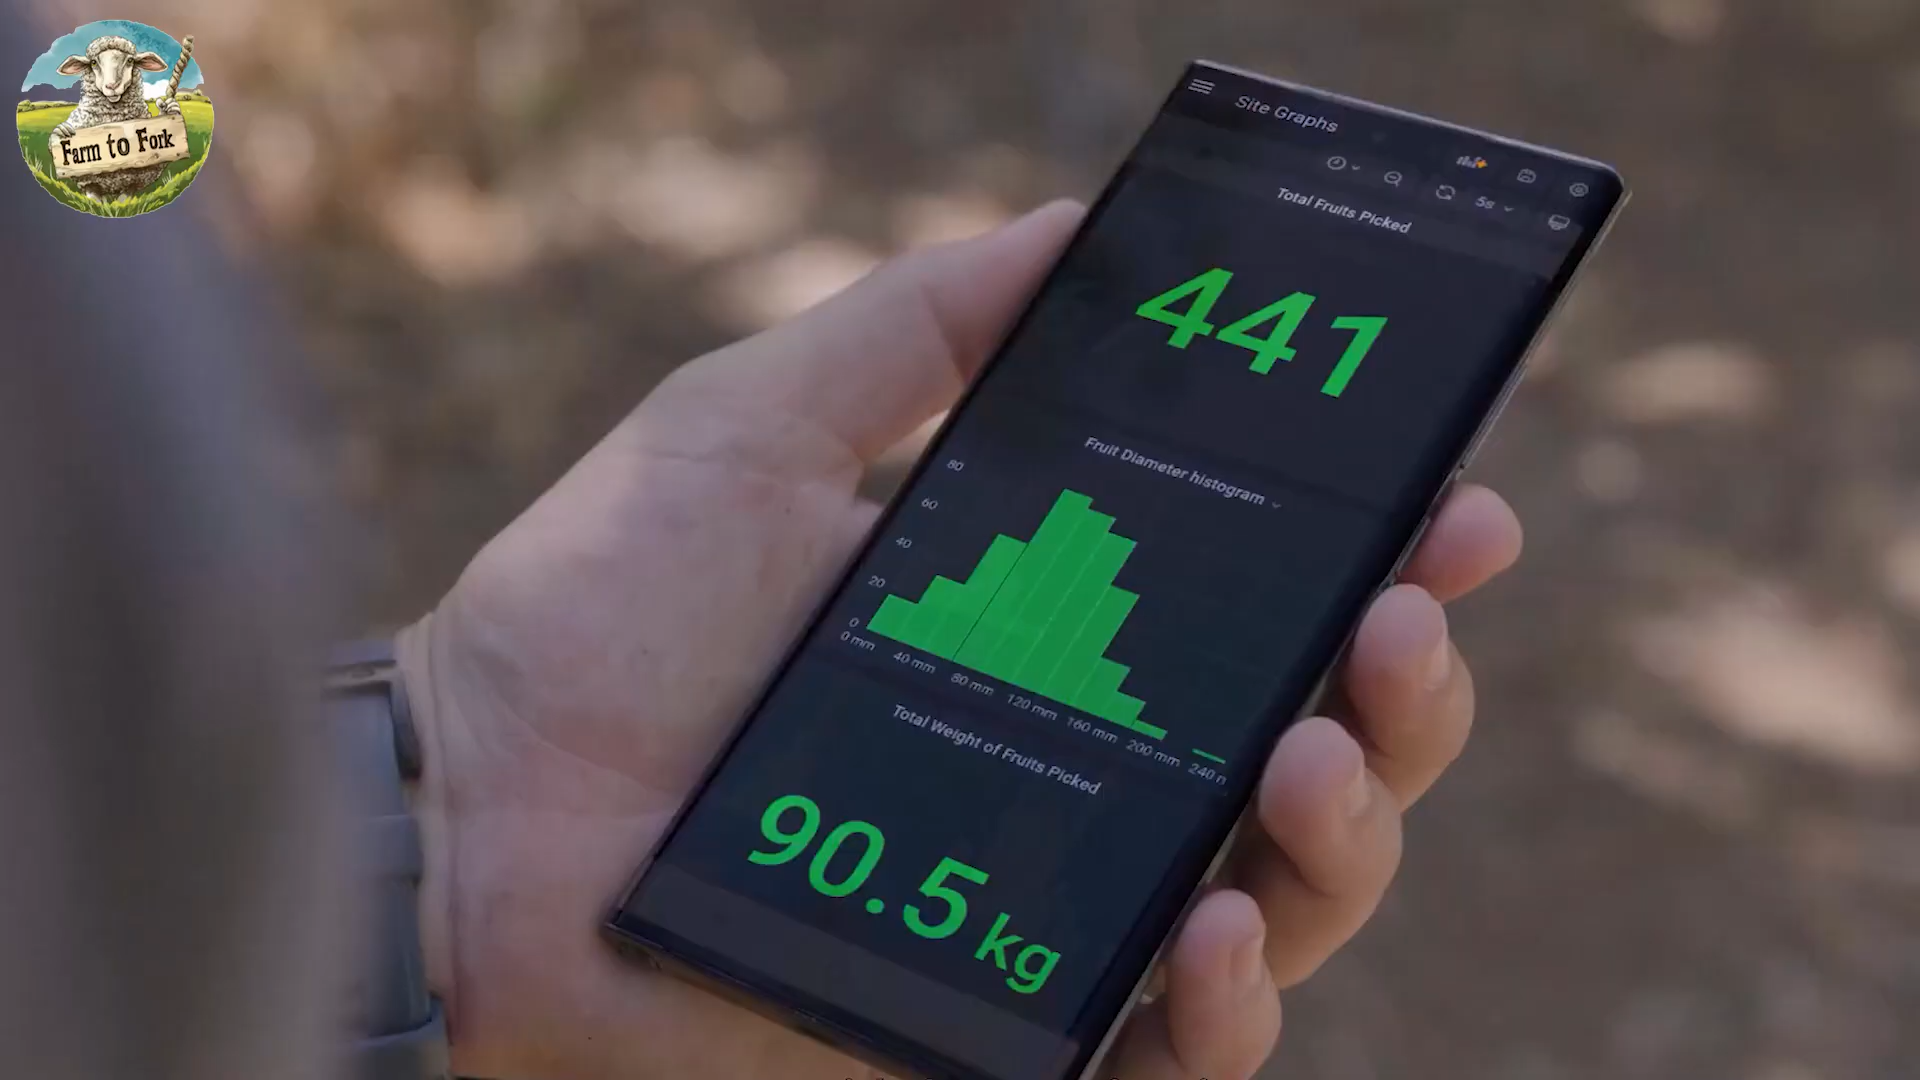 Farm to Fork
Site Graphs
5s
Total Fruits Picked
441
Fruit Diameter histogram
80
60
40
20
0
0 mm
40 mm
80 mm
120 mm
160 mm
200 mm
240 n
Total Weight of Fruits Picked
90.5 kg